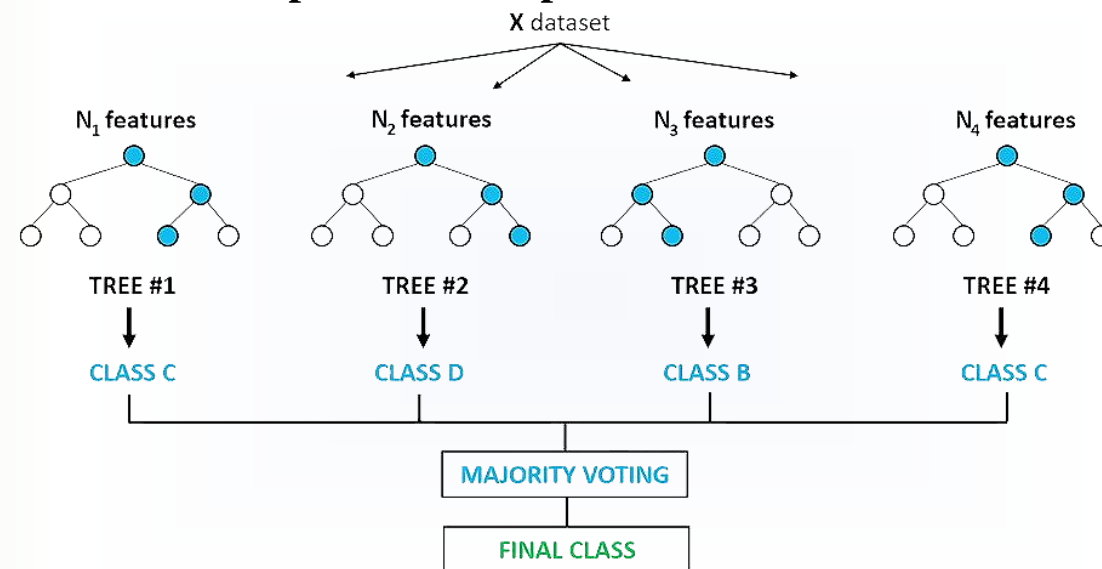 X dataset
N₁ features
N₂ features
N₃ features
N₄ features
TREE #1
TREE #2
TREE #3
TREE #4
CLASS C
CLASS D
CLASS B
CLASS C
MAJORITY VOTING
FINAL CLASS